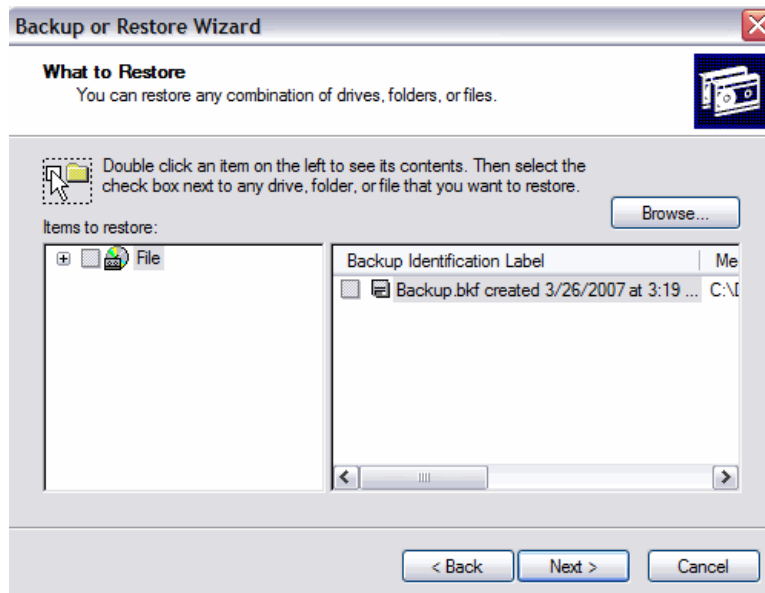 Backup or Restore Wizard
What to Restore
You can restore any combination of drives, folders, or files.
Double click an item on the left to see its contents. Then select the
check box next to any drive, folder, or file that you want to restore.
Browse...
Items to restore:
File
Backup Identification Label
Me
Backup.bkf created 3/26/2007 at 3:19 ...
C:\D
< Back
Next >
Cancel